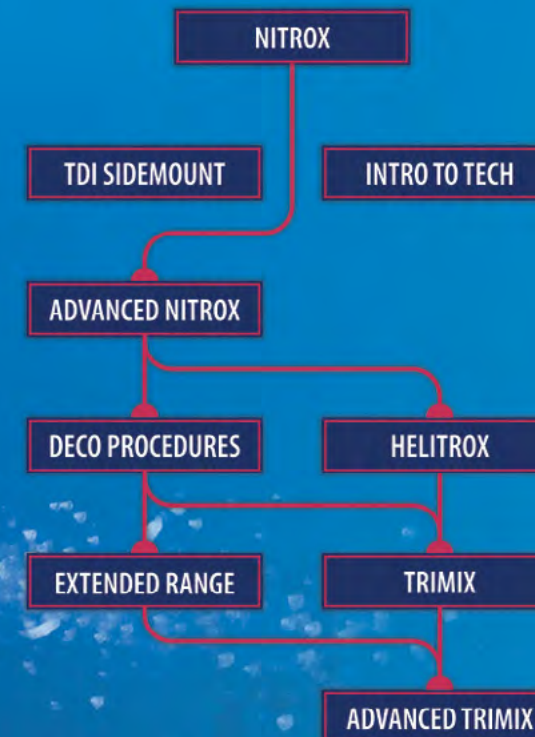 NITROX
TDI SIDEMOUNT
INTRO TO TECH
ADVANCED NITROX
DECO PROCEDURES
HELITROX
EXTENDED RANGE
TRIMIX
ADVANCED TRIMIX